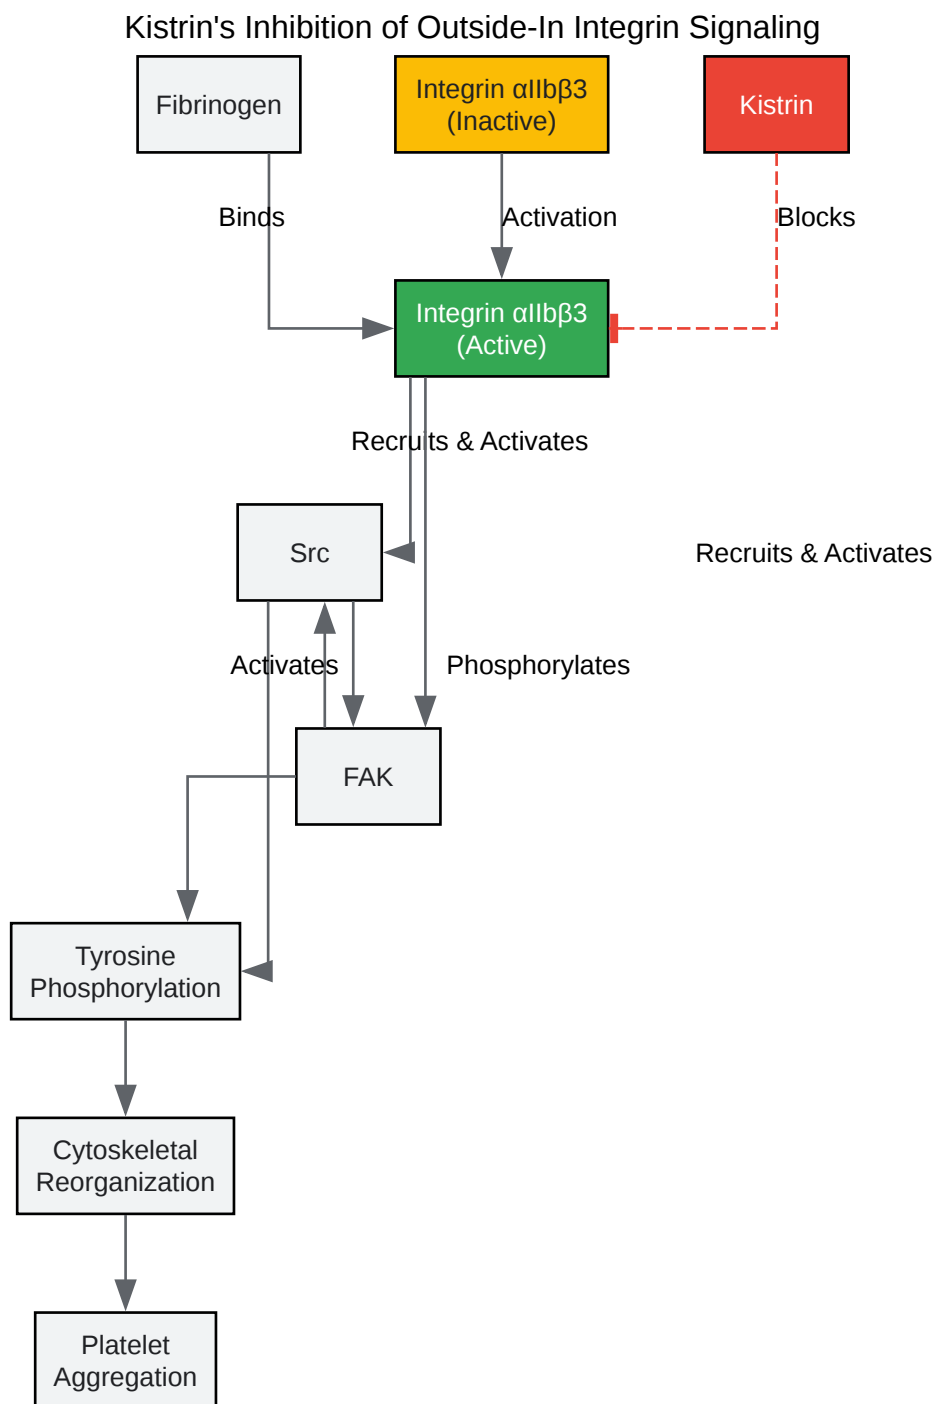 Kistrin's Inhibition of Outside-In Integrin Signaling
Fibrinogen
Integrin αIIbβ3
(Inactive)
Kistrin
Binds
Activation
Blocks
Integrin αIIbβ3
(Active)
Recruits & Activates
Src
Recruits & Activates
Activates
Phosphorylates
FAK
Tyrosine
Phosphorylation
Cytoskeletal
Reorganization
Platelet
Aggregation